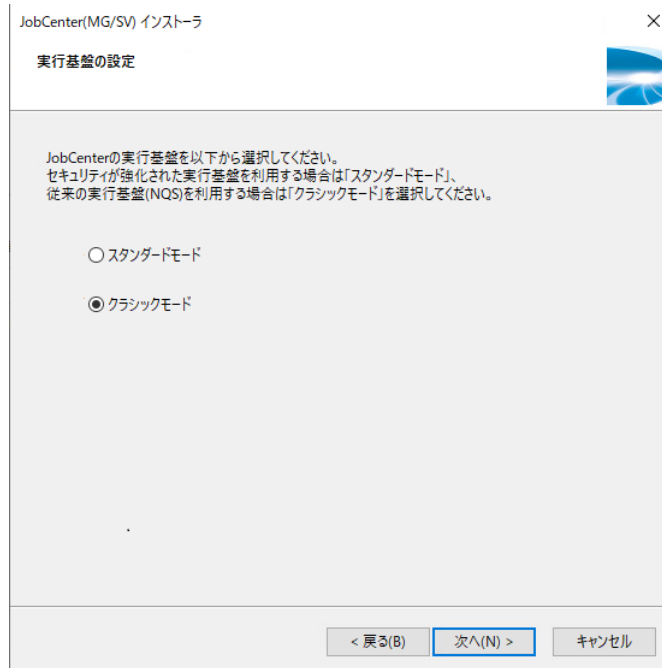 JobCenter(MG/SV) インストーラ
実行基盤の設定
JobCenterの実行基盤を以下から選択してください。
セキュリティが強化された実行基盤を利用する場合は「スタンダードモード」、
従来の実行基盤(NQS)を利用する場合は「クラシックモード」を選択してください。
スタンダードモード
クラシックモード
< 戻る(B) 次へ(N) > キャンセル